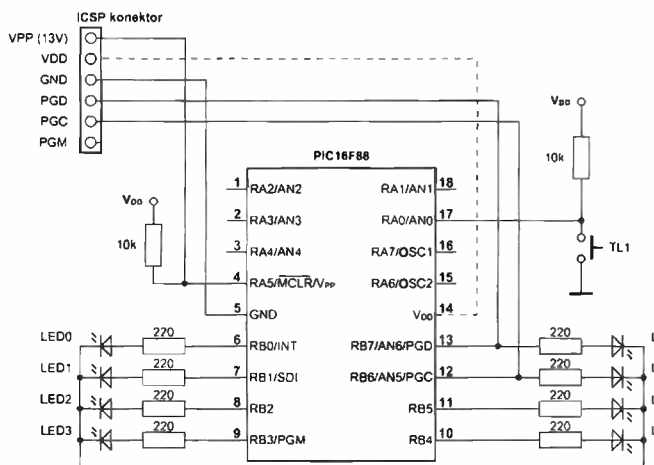 ICSP konektor
VPP (13V)
VDD
GND
PGD
PGC
PGM
VDD
10k
VDD
10k
TL1
PIC16F88
1 RA2/AN2
2 RA3/AN3
3 RA4/AN4
4 RA5/MCLR/VPP
5 GND
6 RB0/INT
7 RB1/SDI
8 RB2
9 RB3/PGM
RA1/AN1 18
RA0/AN0 17
RA7/OSC1 16
RA6/OSC2 15
VDD 14
RB7/AN6/PGD 13
RB6/AN5/PGC 12
RB5 11
RB4 10
LED0 220
LED1 220
LED2 220
LED3 220
220 L
220 L
220 L
220 L